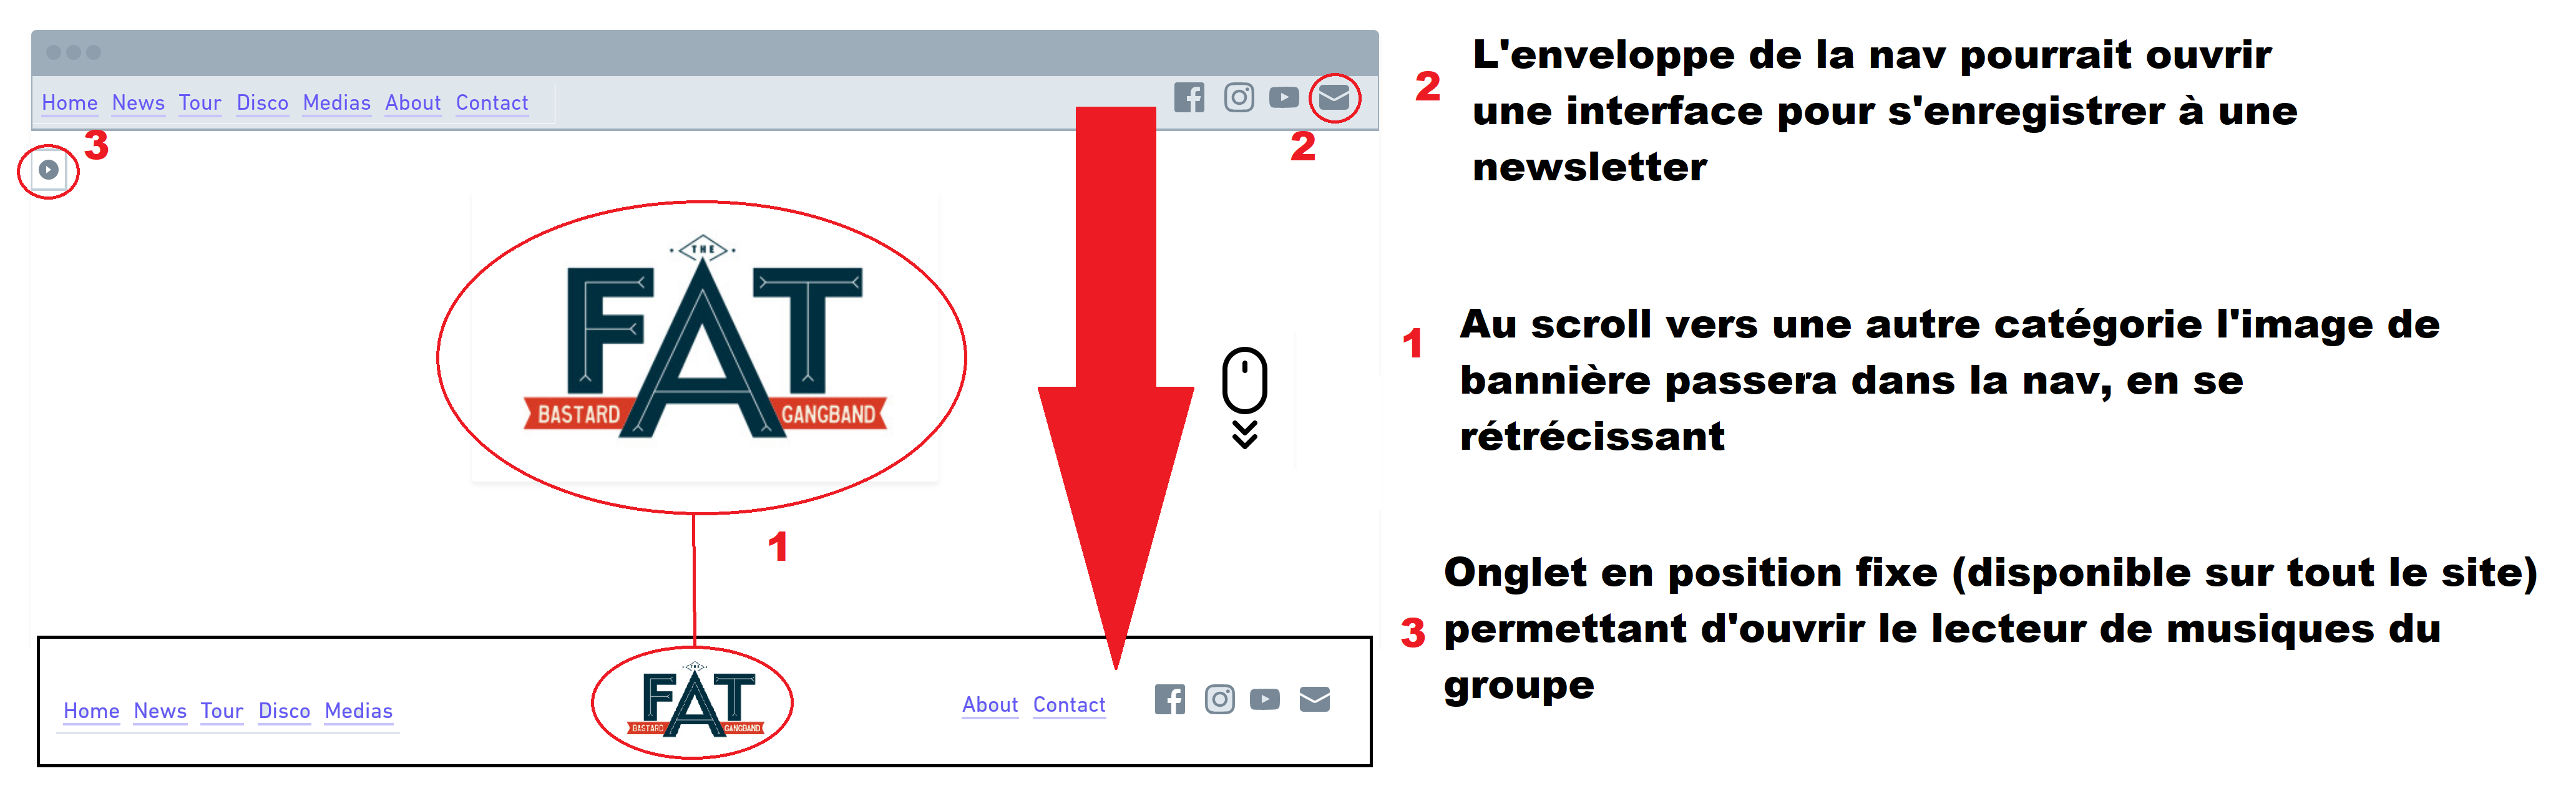 Home News Tour Disco Medias About Contact
3
2
THE
FAT
BASTARD GANGBAND
1
Home News Tour Disco Medias
THE
FAT
BASTARD GANGBAND
About Contact
2
L'enveloppe de la nav pourrait ouvrir
une interface pour s'enregistrer à une
newsletter
1
Au scroll vers une autre catégorie l'image de
bannière passera dans la nav, en se
rétrécissant
3
Onglet en position fixe (disponible sur tout le site)
permettant d'ouvrir le lecteur de musiques du
groupe